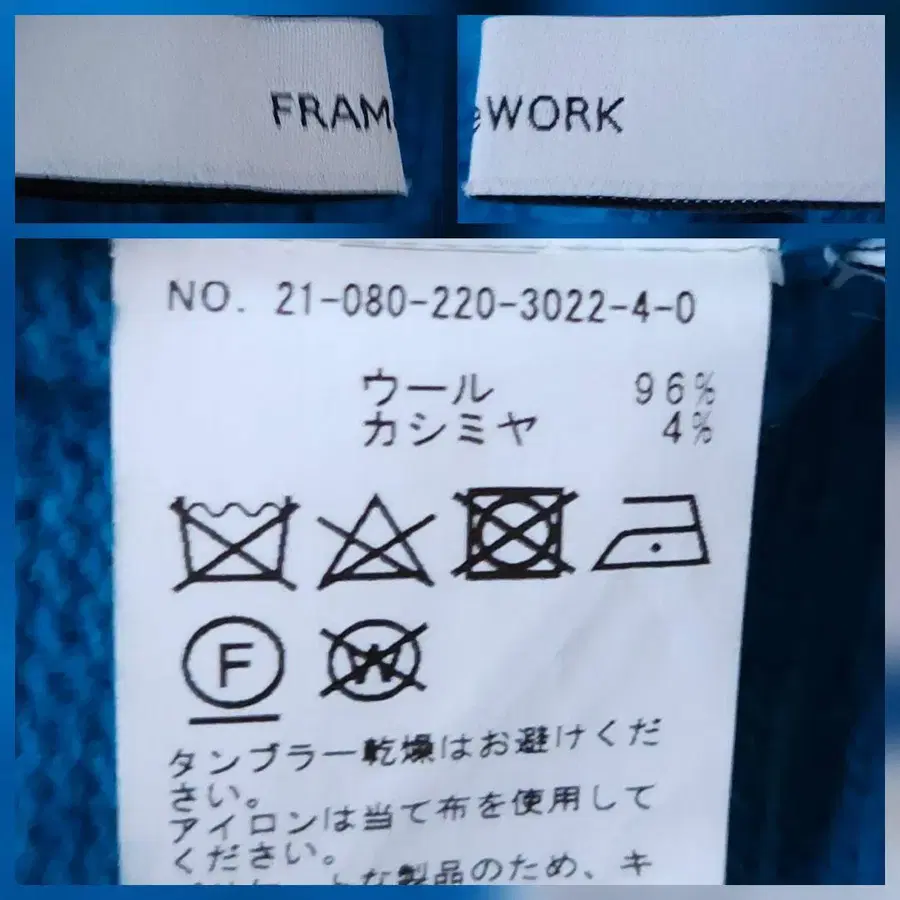 FRAM
eWORK
NO. 21-080-220-3022-4-0
ウール 96%
カシミヤ 4%
F
W
タンブラー乾燥はお避けくだ
さい。
アイロンは当て布を使用して
ください。
な製品のため、キ